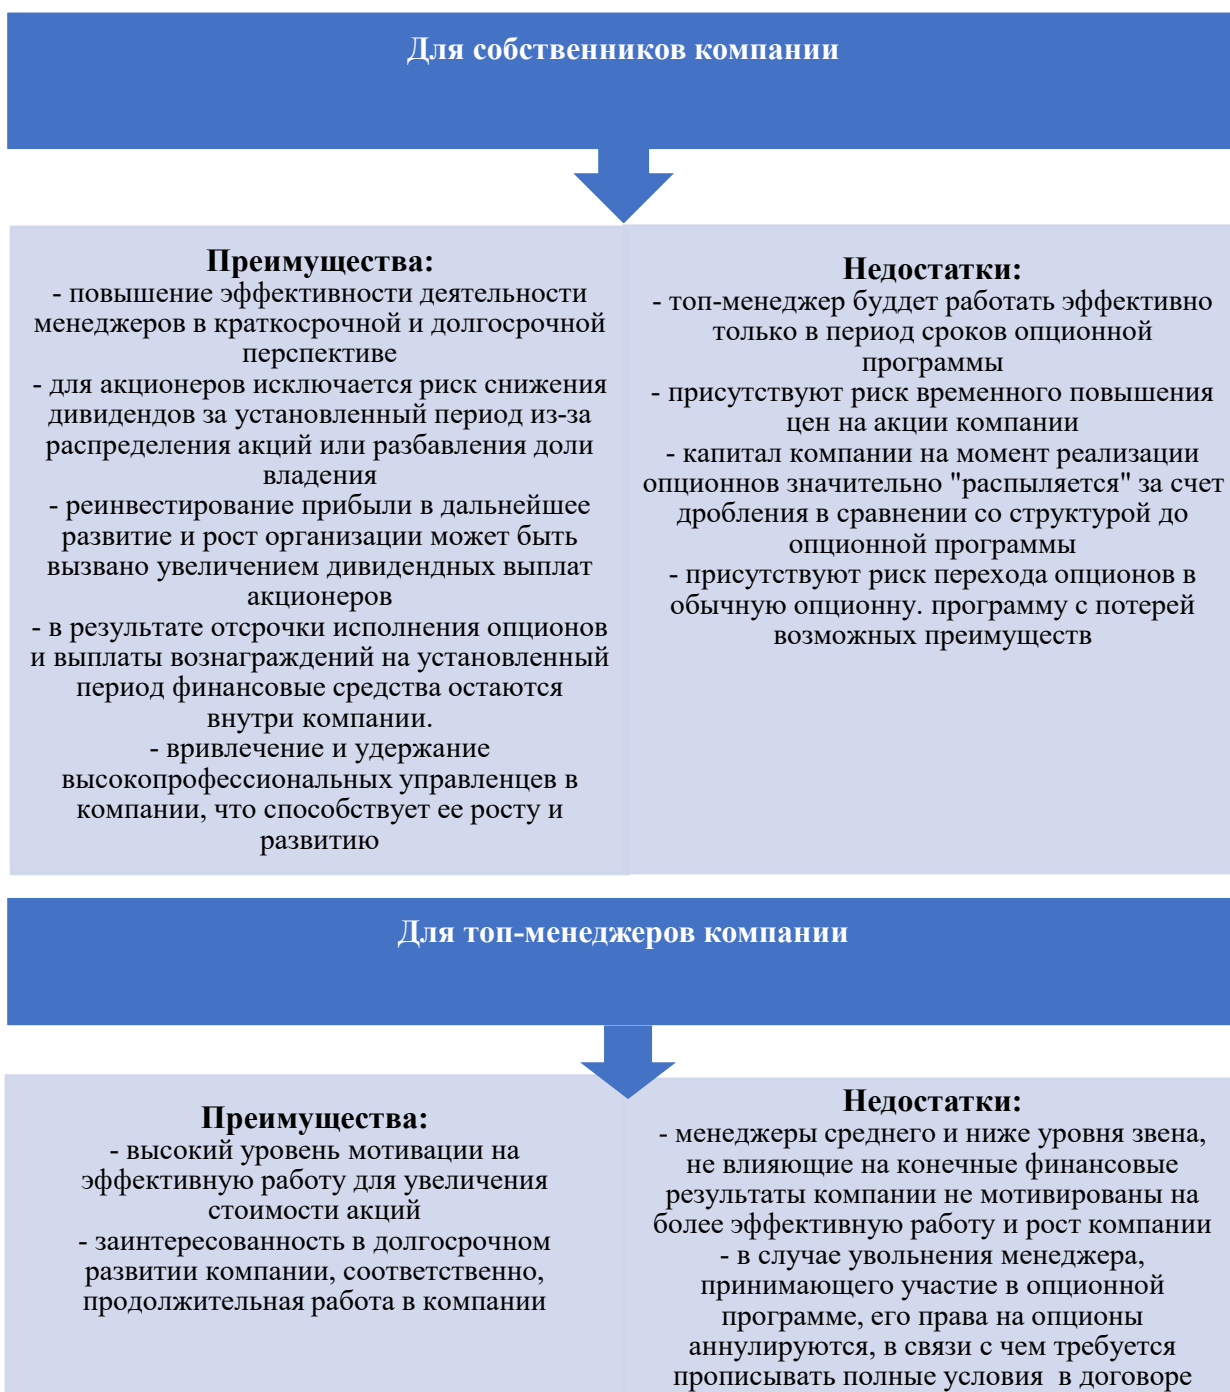 Для собственников компании
Преимущества:
- повышение эффективности деятельности
менеджеров в краткосрочной и долгосрочной
перспективе
- для акционеров исключается риск снижения
дивидендов за установленный период из-за
распределения акций или разбавления доли
владения
- реинвестирование прибыли в дальнейшее
развитие и рост организации может быть
вызвано увеличением дивидендных выплат
акционеров
- в результате отсрочки исполнения опционов
и выплаты вознаграждений на установленный
период финансовые средства остаются
внутри компании.
- вривлечение и удержание
высокопрофессиональных управленцев в
компании, что способствует ее росту и
развитию
Недостатки:
- топ-менеджер буддет работать эффективно
только в период сроков опционной
программы
- присутствуют риск временного повышения
цен на акции компании
- капитал компании на момент реализации
опционнов значительно "распыляется" за счет
дробления в сравнении со структурой до
опционной программы
- присутствуют риск перехода опционов в
обычную опционну. программу с потерей
возможных преимуществ
Для топ-менеджеров компании
Преимущества:
- высокий уровень мотивации на
эффективную работу для увеличения
стоимости акций
- заинтересованность в долгосрочном
развитии компании, соответственно,
продолжительная работа в компании
Недостатки:
- менеджеры среднего и ниже уровня звена,
не влияющие на конечные финансовые
результаты компании не мотивированы на
более эффективную работу и рост компании
- в случае увольнения менеджера,
принимающего участие в опционной
программе, его права на опционы
аннулируются, в связи с чем требуется
прописывать полные условия  в договоре